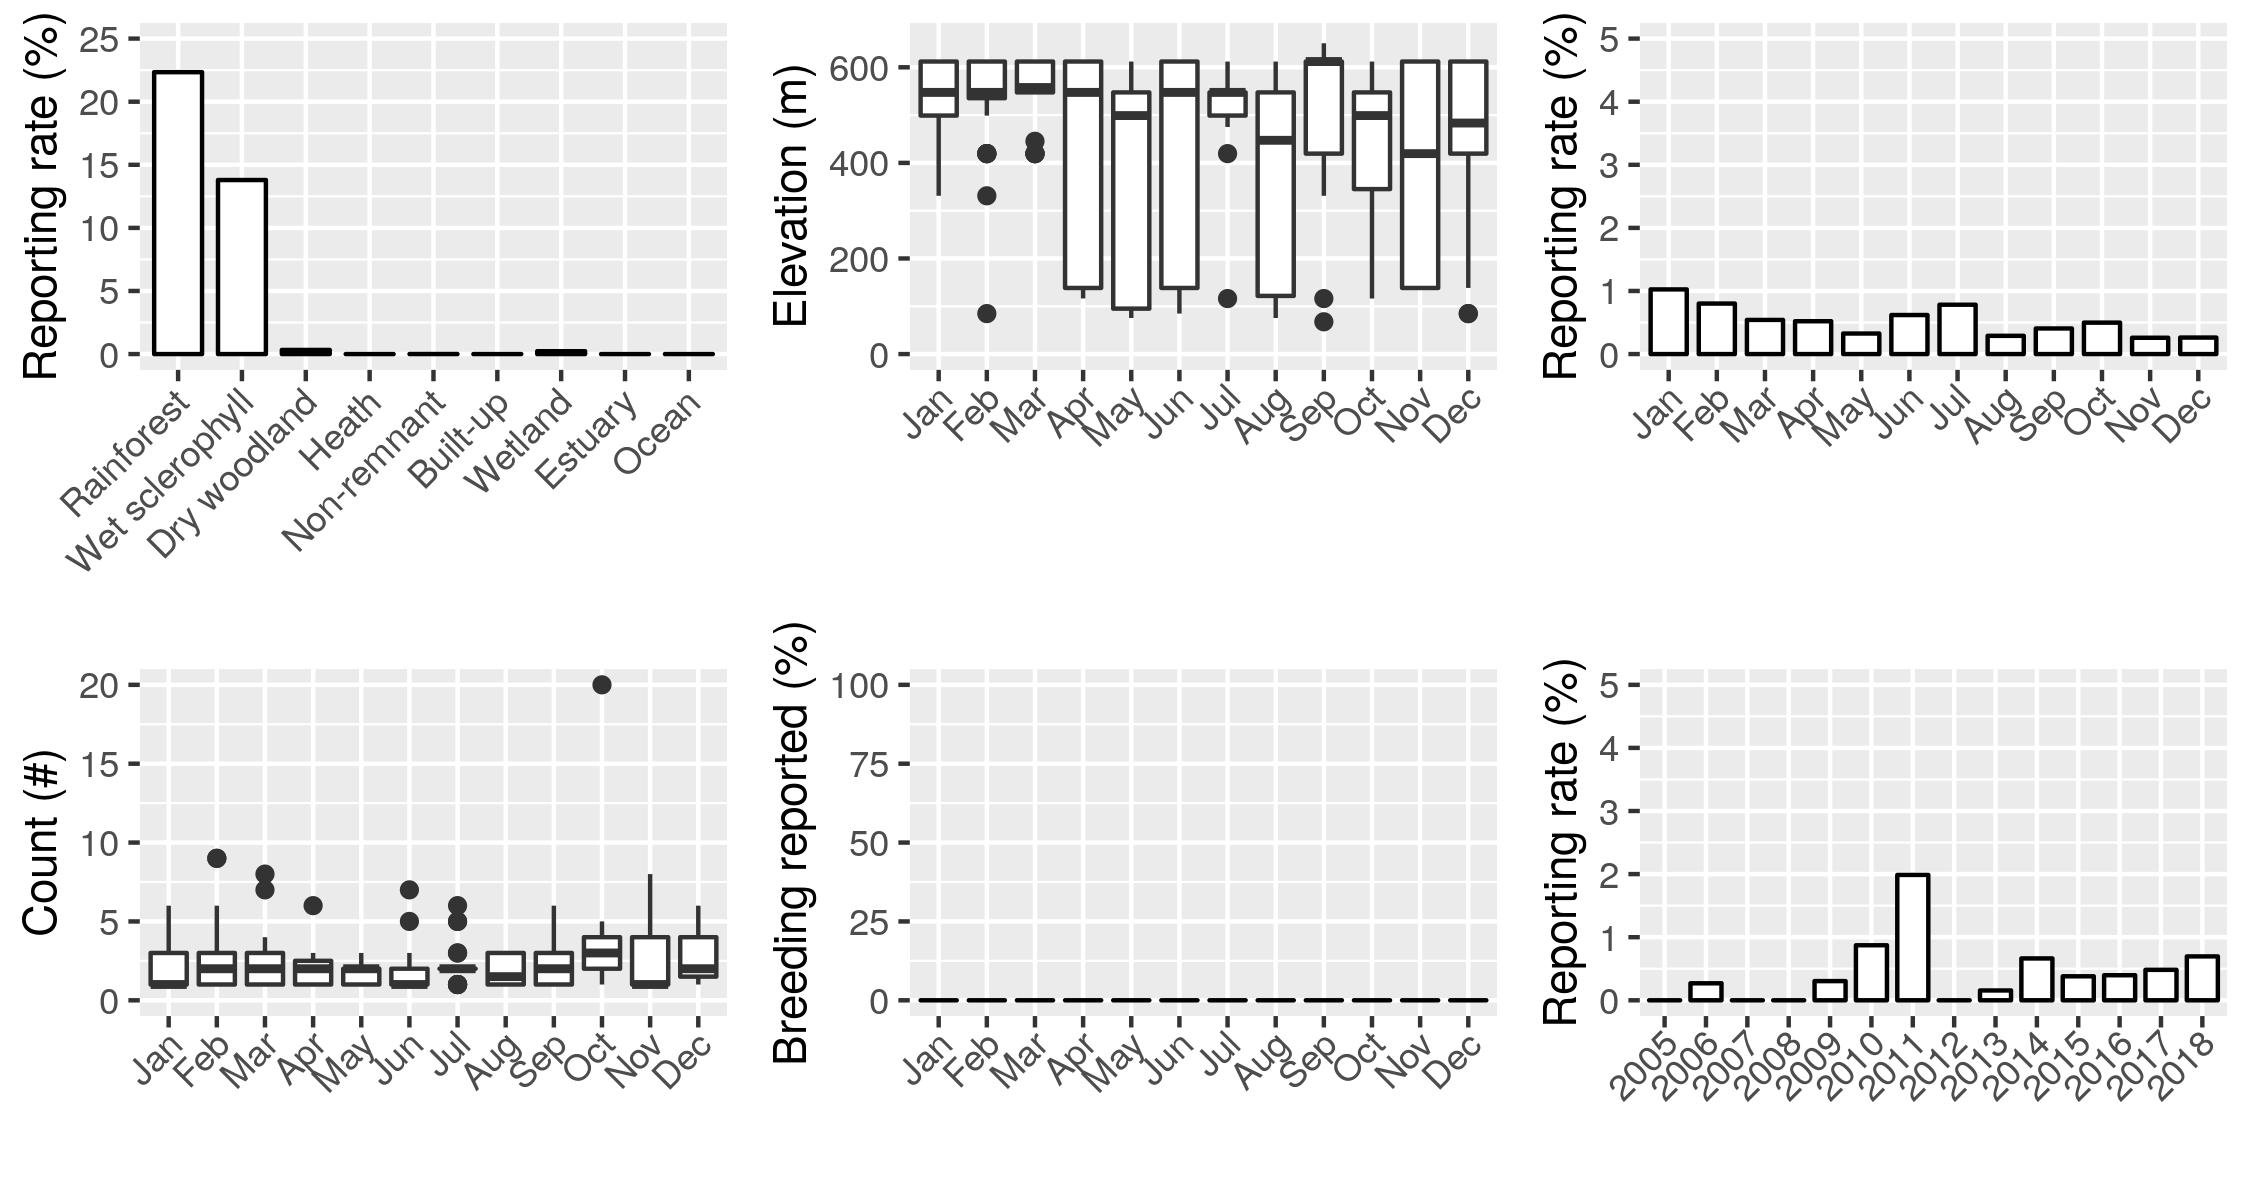 Reporting rate (%)
25
20
15
10
5
0
Rainforest
Wet sclerophyll
Dry woodland
Heath
Non-remnant
Built-up
Wetland
Estuary
Ocean
Elevation (m)
600
400
200
0
Jan Feb Mar Apr May Jun Jul Aug Sep Oct Nov Dec
Reporting rate (%)
5
4
3
2
1
0
Jan Feb Mar Apr May Jun Jul Aug Sep Oct Nov Dec
Count (#)
20
15
10
5
0
Jan Feb Mar Apr May Jun Jul Aug Sep Oct Nov Dec
Breeding reported (%)
100
75
50
25
0
Jan Feb Mar Apr May Jun Jul Aug Sep Oct Nov Dec
Reporting rate (%)
5
4
3
2
1
0
2005 2006 2007 2008 2009 2010 2011 2012 2013 2014 2015 2016 2017 2018